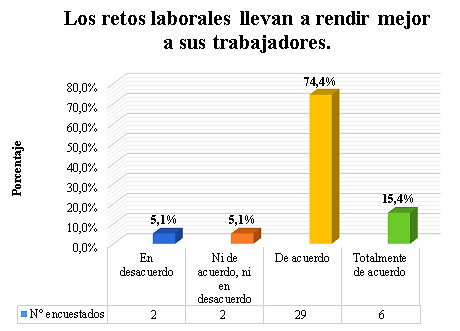 Los retos laborales llevan a rendir mejor
a sus trabajadores.
Porcentaje
80,0%
70,0%
60,0%
50,0%
40,0%
30,0%
20,0%
10,0%
0,0%
5,1%
5,1%
74,4%
15,4%
En
desacuerdo
Ni de
acuerdo, ni
en
desacuerdo
De acuerdo
Totalmente
de acuerdo
N° encuestados 2 2 29 6